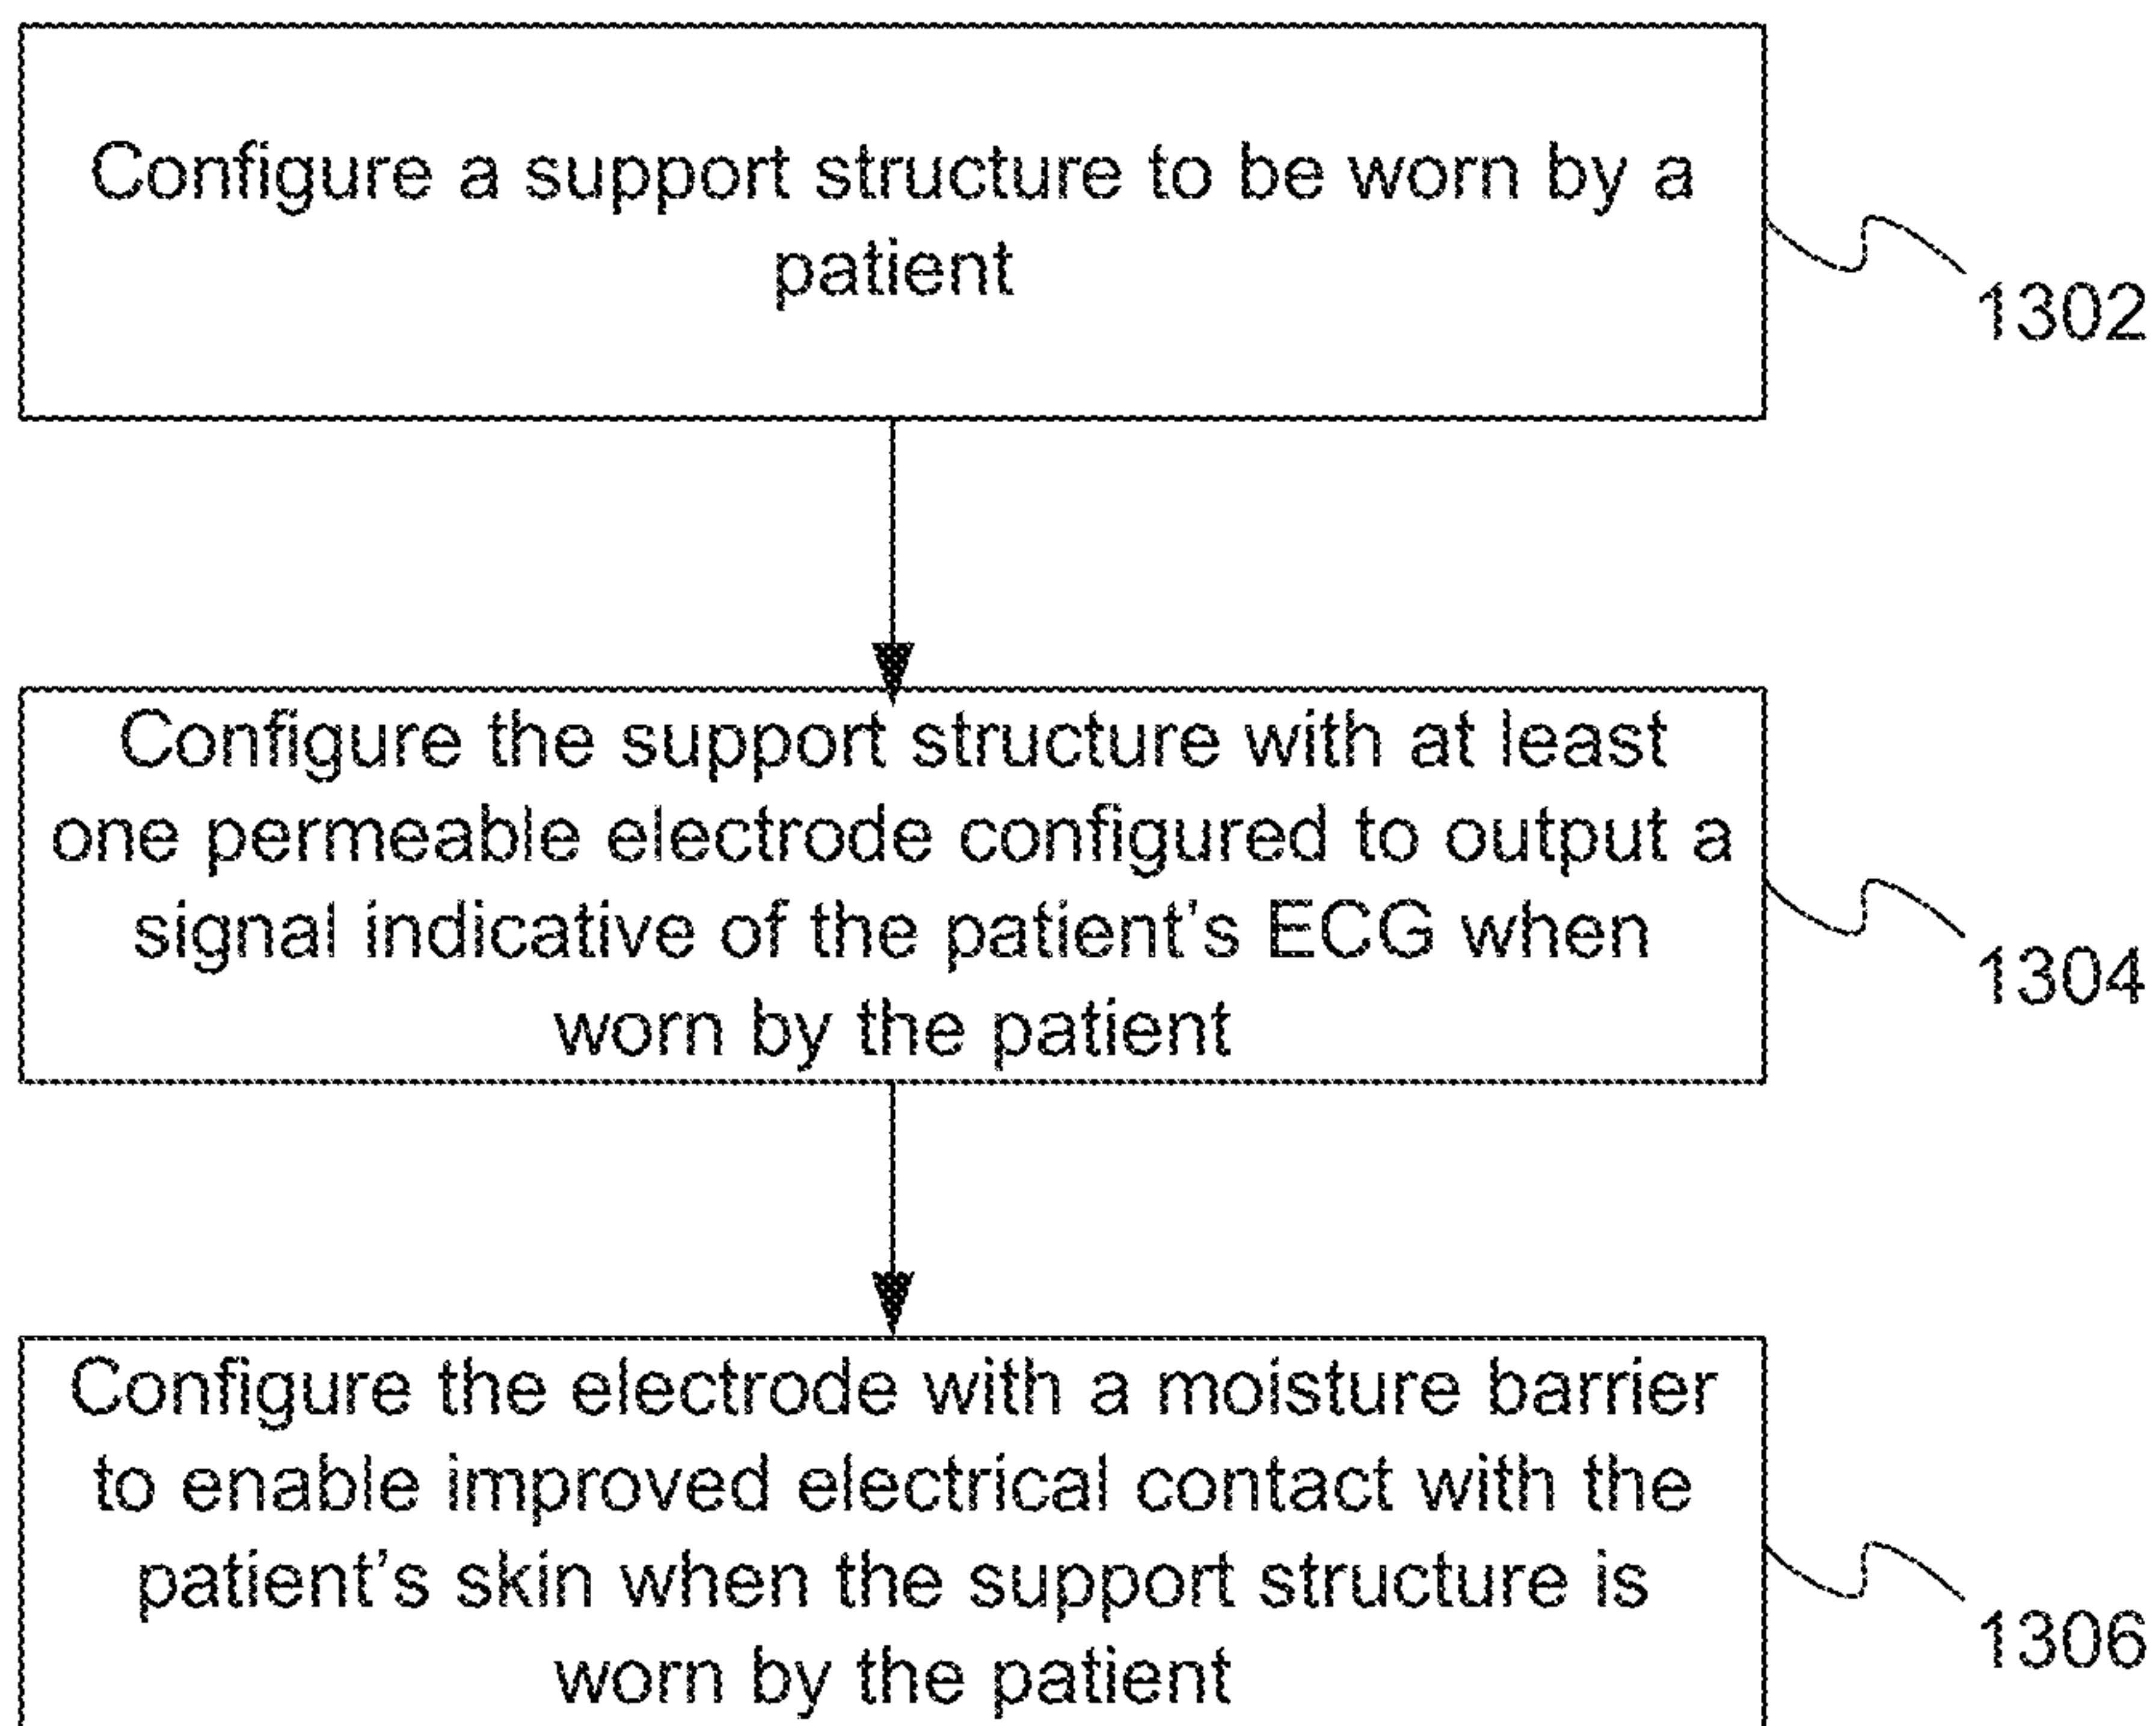 Configure a support structure to be worn by a
patient
1302
Configure the support structure with at least
one permeable electrode configured to output a
signal indicative of the patient's ECG when
worn by the patient
1304
Configure the electrode with a moisture barrier
to enable improved electrical contact with the
patient's skin when the support structure is
worn by the patient
1306